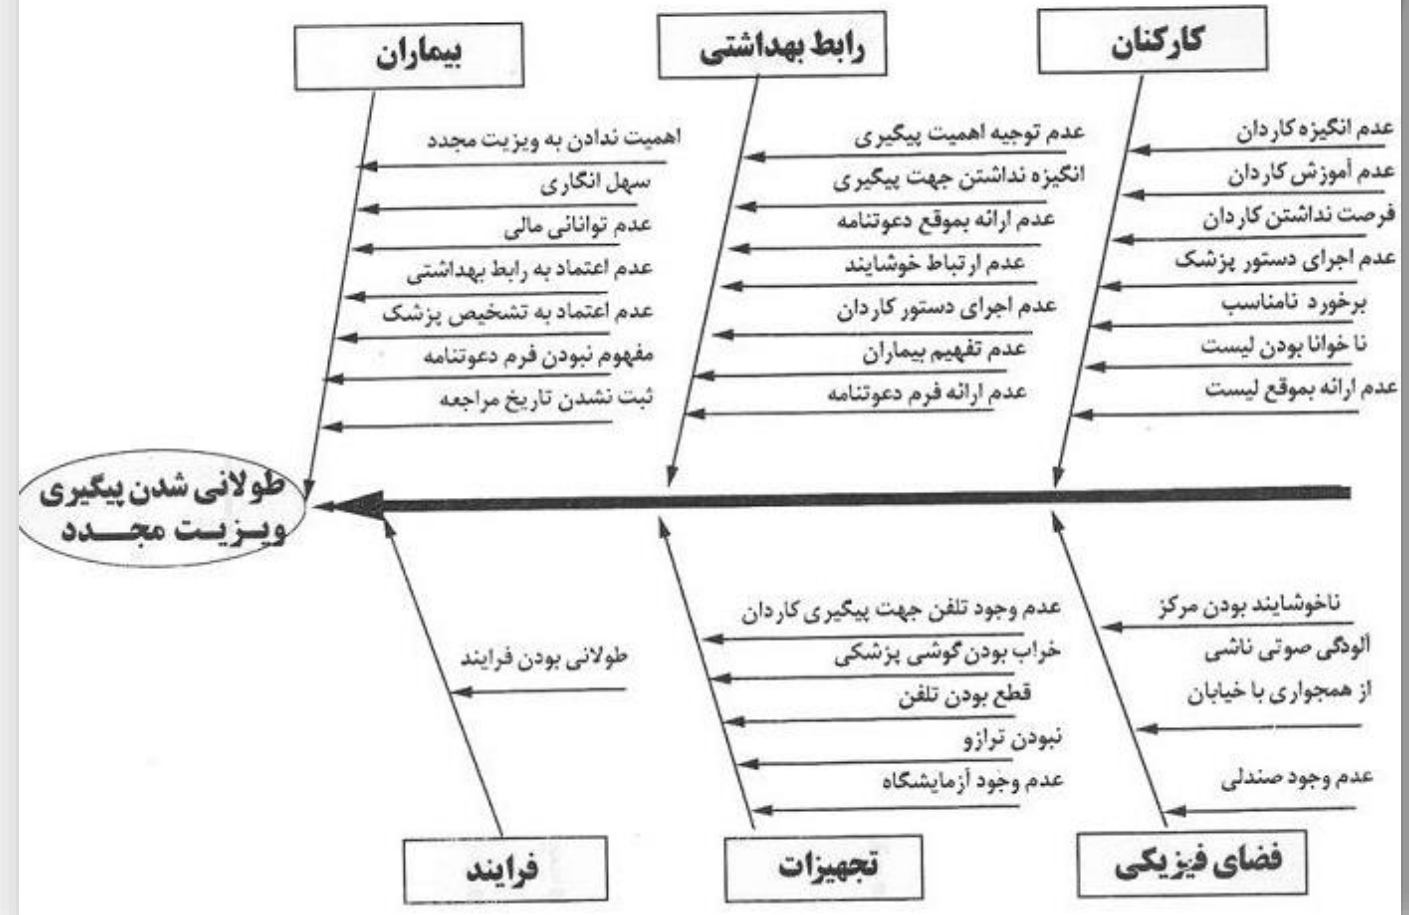 کارکنان
عدم انگیزه کاردان
عدم آموزش کاردان
فرصت نداشتن کاردان
عدم اجرای دستور پزشک
برخورد نامناسب
نا خوانا بودن لیست
عدم ارائه بموقع لیست
رابط بهداشتی
عدم توجیه اهمیت پیگیری
انگیزه نداشتن جهت پیگیری
عدم ارائه بموقع دعوتنامه
عدم ارتباط خوشایند
عدم اجرای دستور کاردان
عدم تفهیم بیماران
عدم ارائه فرم دعوتنامه
بیماران
اهمیت ندادن به ویزیت مجدد
سهل انگاری
عدم توانائی مالی
عدم اعتماد به رابط بهداشتی
عدم اعتماد به تشخیص پزشک
مفهوم نبودن فرم دعوتنامه
ثبت نشدن تاریخ مراجعه
طولانی شدن پیگیری
ویزیت مجدد
ناخوشایند بودن مرکز
آلودگی صوتی ناشی
از همجواری با خیابان
عدم وجود صندلی
فضای فیزیکی
عدم وجود تلفن جهت پیگیری کاردان
خراب بودن گوشی پزشکی
قطع بودن تلفن
نبودن ترازو
عدم وجود آزمایشگاه
تجهیزات
طولانی بودن فرایند
فرایند